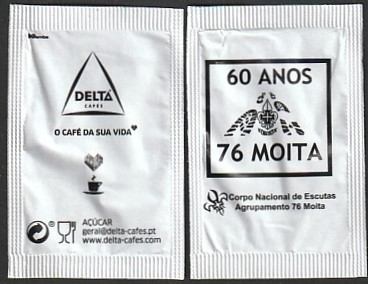 DELTA
CAFÉS
O CAFÉ DA SUA VIDA
AÇÚCAR
geral@delta-cafes.pt
www.delta-cafes.com
60 ANOS
76 MOITA
Corpo Nacional de Escutas
Agrupamento 76 Moita